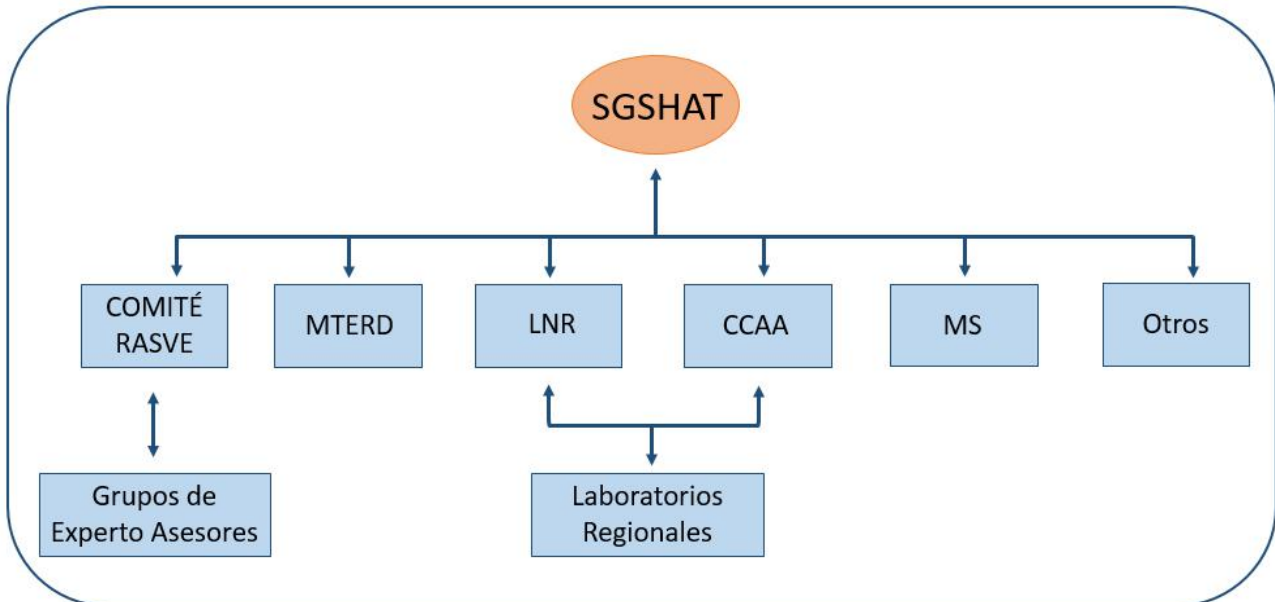 SGSHAT
COMITÉ
RASVE
MTERD
LNR
CCAA
MS
Otros
Grupos de
Experto Asesores
Laboratorios
Regionales